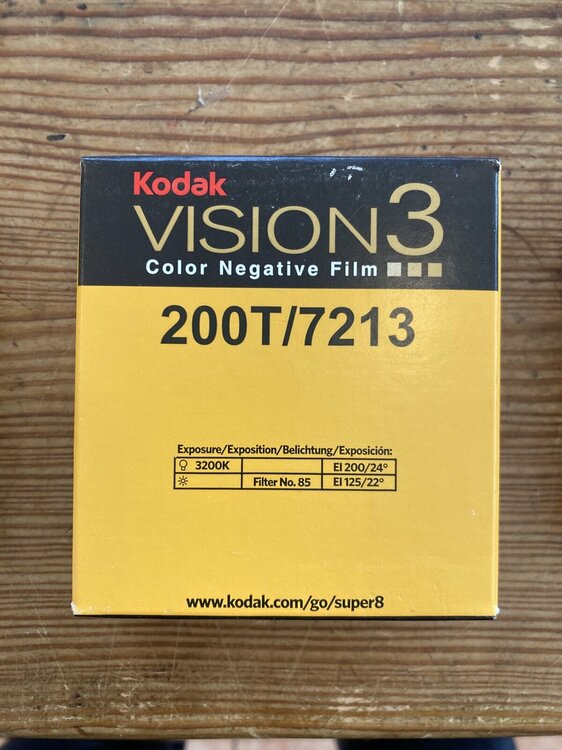 Kodak
VISION3
Color Negative Film
200T/7213
Exposure/Exposition/Belichtung/Exposición:
3200K EI 200/24°
Filter No. 85 EI 125/22°
www.kodak.com/go/super8